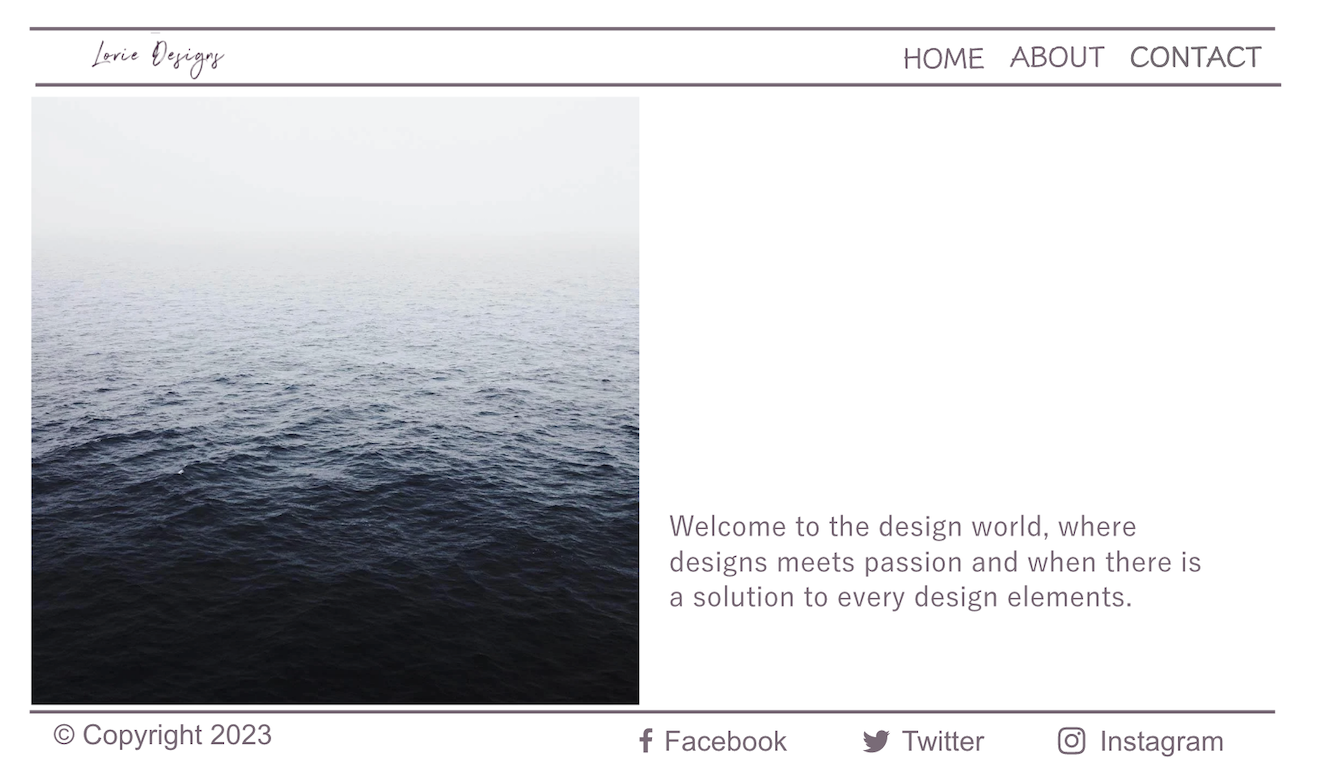 Lovie Designs
HOME ABOUT CONTACT
Welcome to the design world, where
designs meets passion and when there is
a solution to every design elements.
© Copyright 2023
Facebook Twitter Instagram